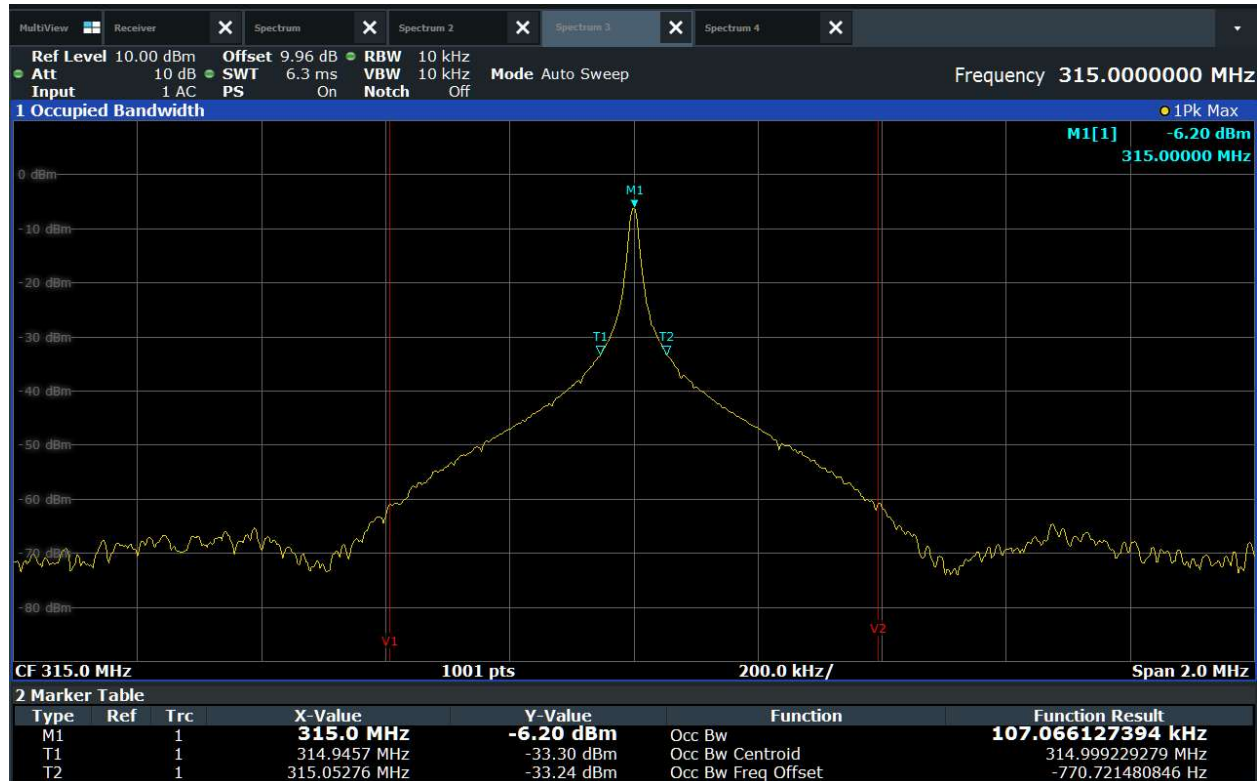 MultiView Receiver X Spectrum X Spectrum 2 X Spectrum 3 X Spectrum 4 X
Ref Level 10.00 dBm Offset 9.96 dB RBW 10 kHz
Att 10 dB SWT 6.3 ms VBW 10 kHz Mode Auto Sweep Frequency 315.0000000 MHz
Input 1 AC PS On Notch Off
1 Occupied Bandwidth 1Pk Max
M1[1] -6.20 dBm
315.00000 MHz
0 dBm
M1
-10 dBm
-20 dBm
-30 dBm
T1 T2
-40 dBm
-50 dBm
-60 dBm
-70 dBm
-80 dBm
V2
V1
CF 315.0 MHz 1001 pts 200.0 kHz/ Span 2.0 MHz
2 Marker Table
Type Ref Trc X-Value Y-Value Function Function Result
M1 1 315.0 MHz -6.20 dBm Occ Bw 107.066127394 kHz
T1 1 314.9457 MHz -33.30 dBm Occ Bw Centroid 314.999229279 MHz
T2 1 315.05276 MHz -33.24 dBm Occ Bw Freq Offset -770.721480846 Hz